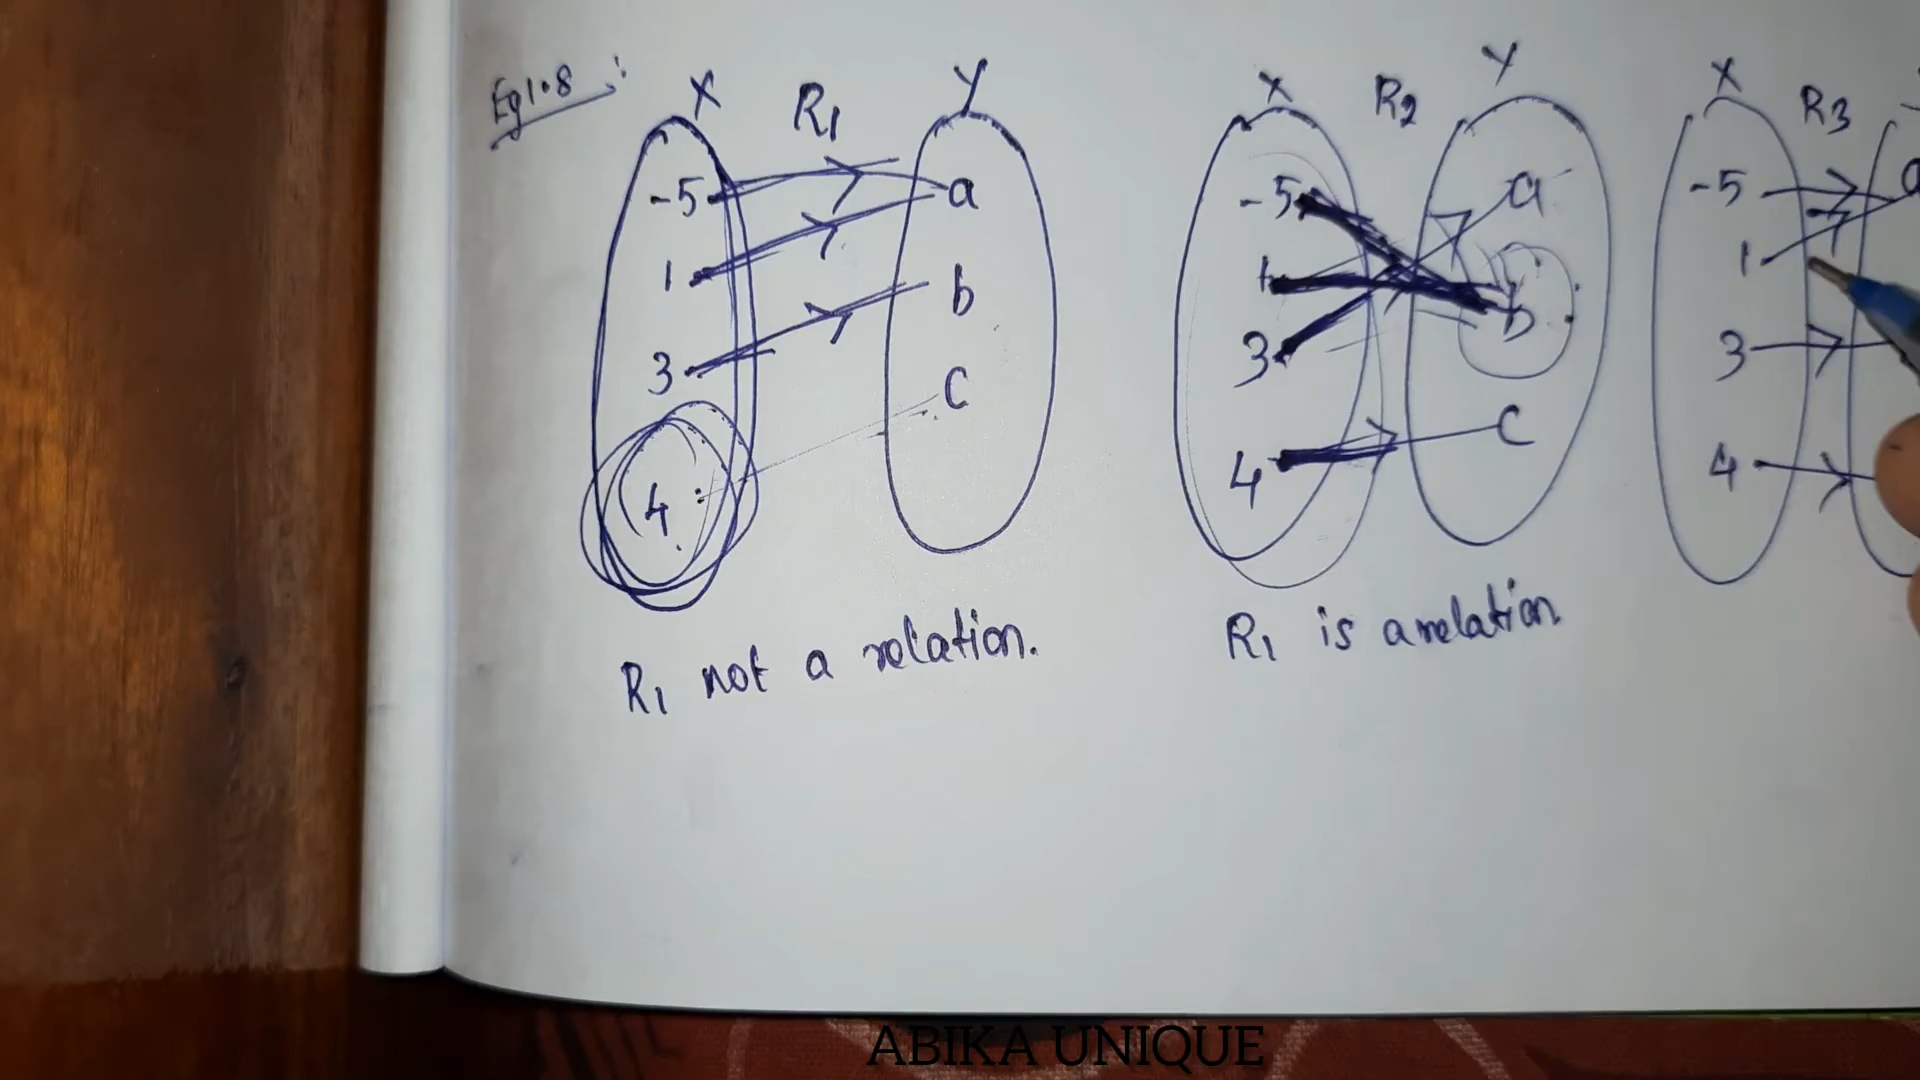 Eg 1.8 :
X R1 Y
-5 a
1 b
3 c
4
R1 not a relation.
X R2 Y
-5 a
1 b
3 c
4
R1 is a relation
X R3
-5 a
1
3
4
ABIKA UNIQUE